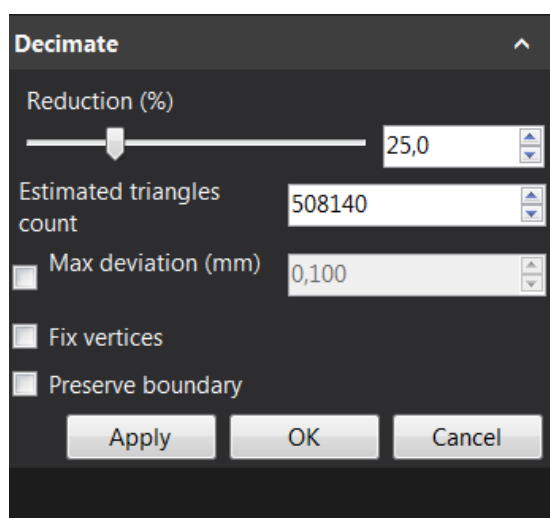 Decimate
Reduction (%)
25,0
Estimated triangles
count
508140
Max deviation (mm)
0,100
Fix vertices
Preserve boundary
Apply OK Cancel